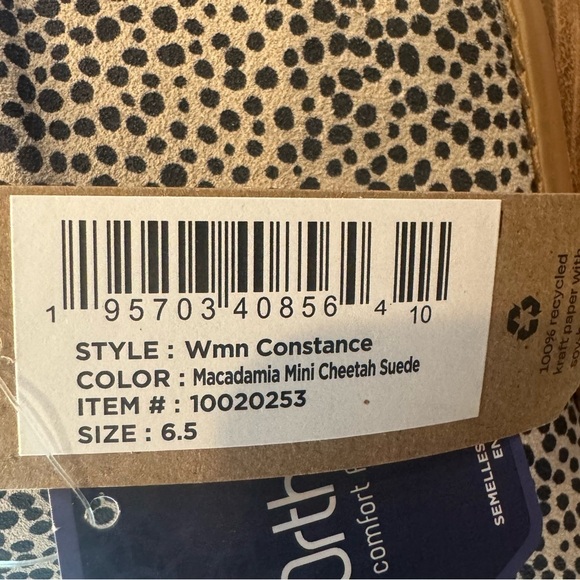 1 95703 40856 4 10
STYLE : Wmn Constance
COLOR : Macadamia Mini Cheetah Suede
ITEM # : 10020253
SIZE : 6.5
100% recycled
kraft paper with
Orth
comfort
SEMELLES